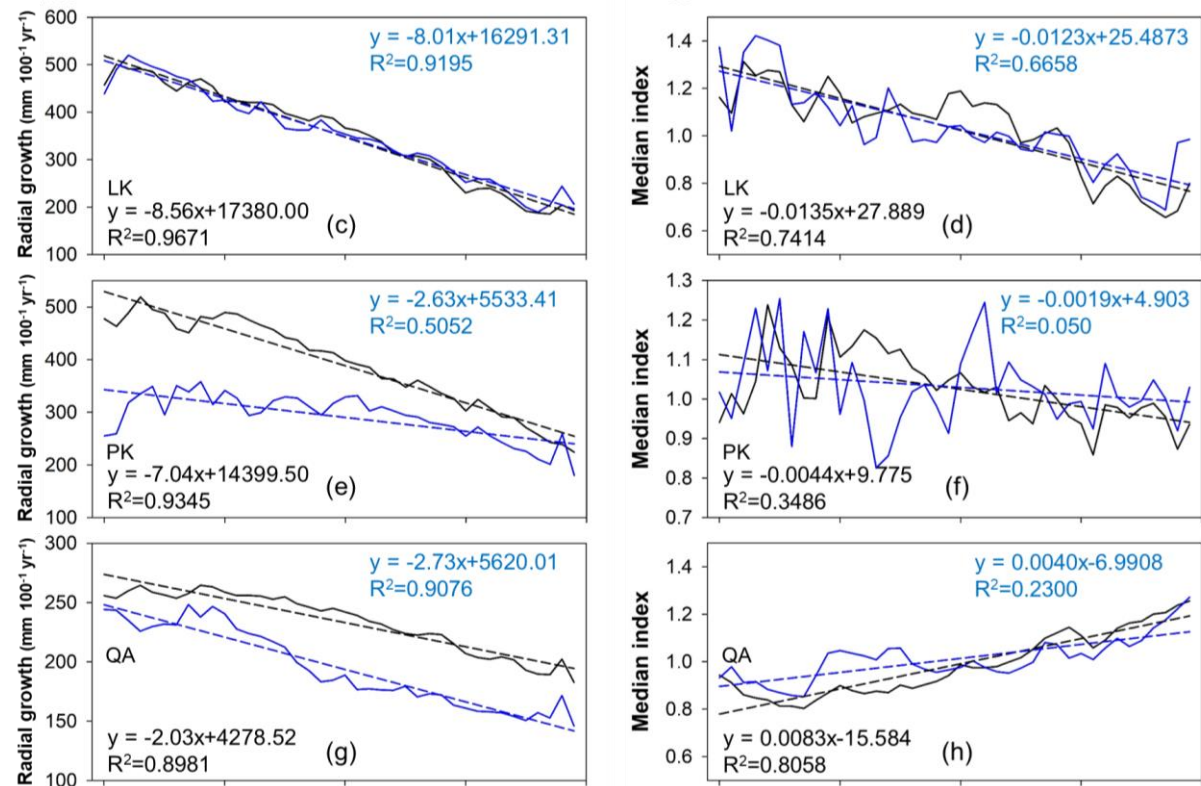 Radial growth (mm 100⁻¹ yr⁻¹)
600
500
400
300
200
100
y = -8.01x+16291.31
R²=0.9195
LK
y = -8.56x+17380.00
R²=0.9671
(c)
Median index
1.4
1.2
1.0
0.8
0.6
y = -0.0123x+25.4873
R²=0.6658
LK
y = -0.0135x+27.889
R²=0.7414
(d)
Radial growth (mm 100⁻¹ yr⁻¹)
500
400
300
200
100
y = -2.63x+5533.41
R²=0.5052
PK
y = -7.04x+14399.50
R²=0.9345
(e)
Median index
1.3
1.2
1.1
1.0
0.9
0.8
0.7
y = -0.0019x+4.903
R²=0.050
PK
y = -0.0044x+9.775
R²=0.3486
(f)
Radial growth (mm 100⁻¹ yr⁻¹)
300
250
200
150
100
y = -2.73x+5620.01
R²=0.9076
QA
y = -2.03x+4278.52
R²=0.8981
(g)
Median index
1.4
1.2
1.0
0.8
0.6
y = 0.0040x-6.9908
R²=0.2300
QA
y = 0.0083x-15.584
R²=0.8058
(h)